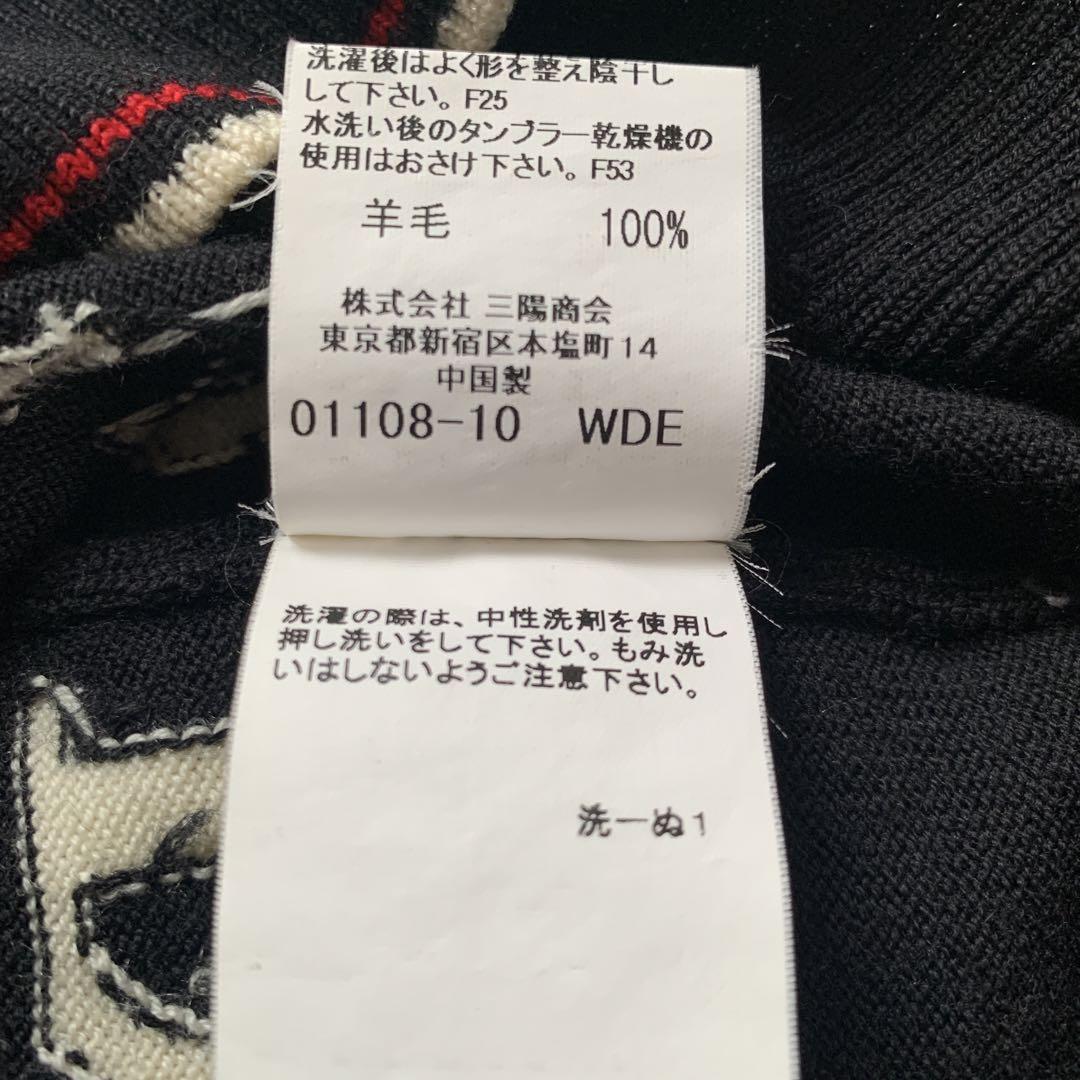 洗濯後はよく形を整え陰干し
して下さい。F25
水洗い後のタンブラー乾燥機の
使用はおさけ下さい。F53
羊毛 100%
株式会社 三陽商会
東京都新宿区本塩町14
中国製
01108-10 WDE
洗濯の際は、中性洗剤を使用し
押し洗いをして下さい。もみ洗
いはしないようご注意下さい。
洗ーぬ1